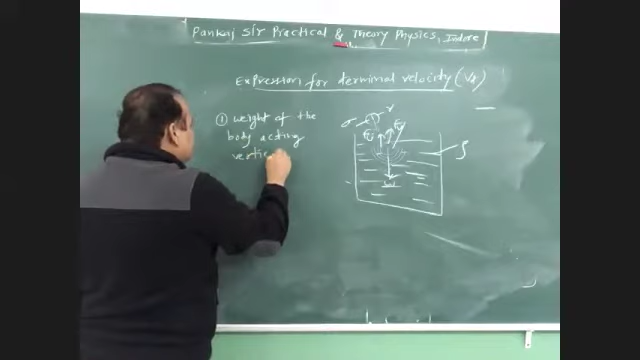 Pankaj Sir Practical & Theory Physics, Indore
Expression for terminal velocity (Vt)
① weight of the
body acting
vertic
σ
r
ρ